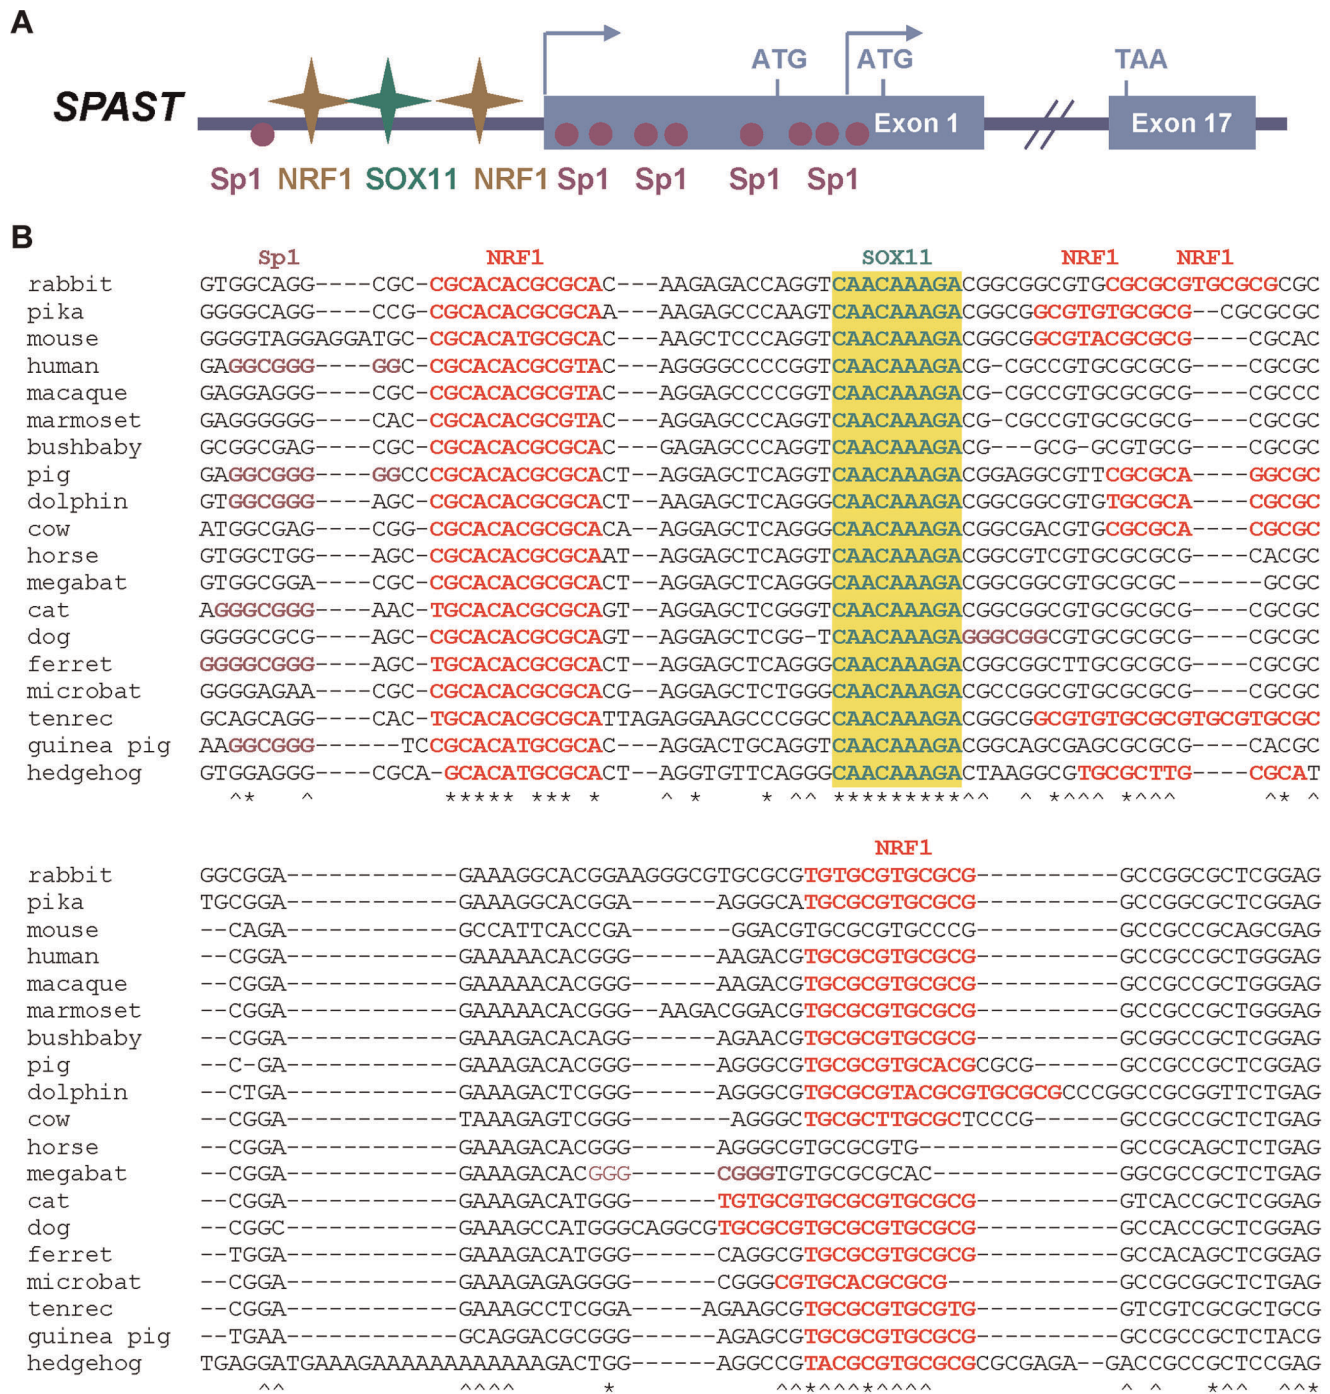 A
SPAST
ATG ATG TAA
Exon 1 Exon 17
Sp1 NRF1 SOX11 NRF1 Sp1 Sp1 Sp1 Sp1
B
Sp1 NRF1 SOX11 NRF1 NRF1
rabbit GTGGCAGG----CGC-CGCACACGCGCAC---AAGAGACCAGGTCAACAAAGACGGCGGCGTGCGCGCGTGCGCGCGC
pika GGGGCAGG----CCG-CGCACACGCGCAA---AAGAGCCCAAGTCAACAAAGACGGCGGCGTGTGCGCG--CGCGCGC
mouse GGGGTAGGAGGATGC-CGCACATGCGCAC---AAGCTCCCAGGTCAACAAAGACGGCGGCGTACGCGCG----CGCAC
human GAGGCGGG----GGC-CGCACACGCGTAC---AGGGGCCCCGGTCAACAAAGACG-CGCCGTGCGCGCG----CGCGC
macaque GAGGAGGG----CGC-CGCACACGCGTAC---AGGAGCCCCGGTCAACAAAGACG-CGCCGTGCGCGCG----CGCCC
marmoset GAGGGGGG----CAC-CGCACACGCGTAC---AGGAGCCCCGGTCAACAAAGACG-CGCCGTGCGCGCG----CGCGC
bushbaby GCGGCGAG----CGC-CGCACACGCGCAC---GAGAGCCCAGGTCAACAAAGACG---GCG-GCGTGCG----CGCGC
pig GAGGCGGG----GGCCCGCACACGCGCACT--AGGAGCTCAGGTCAACAAAGACGGAGGCGTTCGCGCA----GGCGC
dolphin GTGGCGGG----AGC-CGCACACGCGCACT--AAGAGCTCAGGGCAACAAAGACGGCGGCGTGTGCGCA----CGCGC
cow ATGGCGAG----CGG-CGCACACGCGCACA--AGGAGCTCAGGGCAACAAAGACGGCGACGTGCGCGCA----CGCGC
horse GTGGCTGG----AGC-CGCACACGCGCAAT--AGGAGCTCAGGTCAACAAAGACGGCGTCGTGCGCGCG----CACGC
megabat GTGGCGGA----CGC-CGCACACGCGCACT--AGGAGCTCAGGGCAACAAAGACGGCGGCGTGCGCGC------GCGC
cat AGGGCGGG----AAC-TGCACACGCGCAGT--AGGAGCTCGGGTCAACAAAGACGGCGGCGTGCGCGCG----CGCGC
dog GGGGCGCG----AGC-CGCACACGCGCAGT--AGGAGCTCGG-TCAACAAAGAGGGCGGCGTGCGCGCG----CGCGC
ferret GGGGCGGG----AGC-TGCACACGCGCACT--AGGAGCTCAGGGCAACAAAGACGGCGGCTTGCGCGCG----CGCGC
microbat GGGGAGAA----CGC-CGCACACGCGCACG--AGGAGCTCTGGGCAACAAAGACGCCGGCGTGCGCGCG----CGCGC
tenrec GCAGCAGG----CAC-TGCACACGCGCATTAGAGGAAGCCCGGCCAACAAAGACGGCGGCGTGTGCGCGTGCGTGCGC
guinea pig AAGGCGGG------TCCGCACATGCGCAC---AGGACTGCAGGTCAACAAAGACGGCAGCGAGCGCGCG----CACGC
hedgehog GTGGAGGG----CGCA-GCACATGCGCACT--AGGTGTTCAGGGCAACAAAGACTAAGGCGTGCGCTTG----CGCAT
^* ^ ***** *** * ^ * * ^^ *********^^ ^ *^^^ *^^^ ^* ^
NRF1
rabbit GGCGGA------------GAAAGGCACGGAAGGGCGTGCGCGTGTGCGTGCGCG----------GCCGGCGCTCGGAG
pika TGCGGA------------GAAAGGCACGGA------AGGGCATGCGCGTGCGCG----------GCCGGCGCTCGGAG
mouse --CAGA------------GCCATTCACCGA-------GGACGTGCGCGTGCCCG----------GCCGCCGCAGCGAG
human --CGGA------------GAAAAACACGGG------AAGACGTGCGCGTGCGCG----------GCCGCCGCTGGGAG
macaque --CGGA------------GAAAAACACGGG------AAGACGTGCGCGTGCGCG----------GCCGCCGCTGGGAG
marmoset --CGGA------------GAAAAACACGGG--AAGACGGACGTGCGCGTGCGCG----------GCCGCCGCTGGGAG
bushbaby --CGGA------------GAAAGACACAGG------AGAACGTGCGCGTGCGCG----------GCGGCCGCTCGGAG
pig --C-GA------------GAAAGACACGGG------AGGGCGTGCGCGTGCACGCGCG------GCCGCCGCTCGGAG
dolphin --CTGA------------GAAAGACTCGGG------AGGGCGTGCGCGTACGCGTGCGCGCCCGGCCGCGGTTCTGAG
cow --CGGA------------TAAAGAGTCGGG-------AGGGCTGCGCTTGCGCTCCCG------GCCGCCGCTCTGAG
horse --CGGA------------GAAAGACACGGG------AGGGCGTGCGCGTG--------------GCCGCAGCTCTGAG
megabat --CGGA------------GAAAGACACGGG------CGGGTGTGCGCGCAC-------------GGCGCCGCTCTGAG
cat --CGGA------------GAAAGACATGGG------TGTGCGTGCGCGTGCGCG----------GTCACCGCTCGGAG
dog --CGGC------------GAAAGCCATGGGCAGGCGTGCGCGTGCGCGTGCGCG----------GCCACCGCTCGGAG
ferret --TGGA------------GAAAGACATGGG------CAGGCGTGCGCGTGCGCG----------GCCACAGCTCGGAG
microbat --CGGA------------GAAAGAGAGGGG------CGGGCGTGCACGCGCG------------GCCGCGGCTCTGAG
tenrec --CGGA------------GAAAGCCTCGGA-----AGAAGCGTGCGCGTGCGTG----------GTCGTCGCGCTGCG
guinea pig --TGAA------------GCAGGACGCGGG------AGAGCGTGCGCGTGCGCG----------GCCGCCGCTCTACG
hedgehog TGAGGATGAAAGAAAAAAAAAAAAGACTGG------AGGCCGTACGCGTGCGCGCGCGAGA--GACCGCCGCTCCGAG
^^ ^^^^ * ^^*^^^*^^^^ ^ ^ *^ ^^*